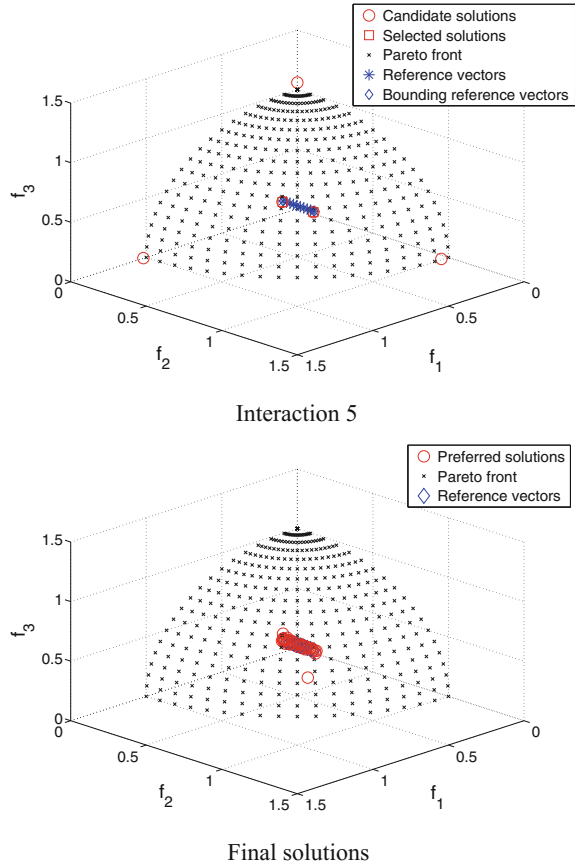 Candidate solutions
Selected solutions
Pareto front
Reference vectors
Bounding reference vectors
1.5
1
0.5
0
f3
0
0.5
1
1.5
f2
0
0.5
1
1.5
f1
Interaction 5
Preferred solutions
Pareto front
Reference vectors
1.5
1
0.5
0
f3
0
0.5
1
1.5
f2
0
0.5
1
1.5
f1
Final solutions